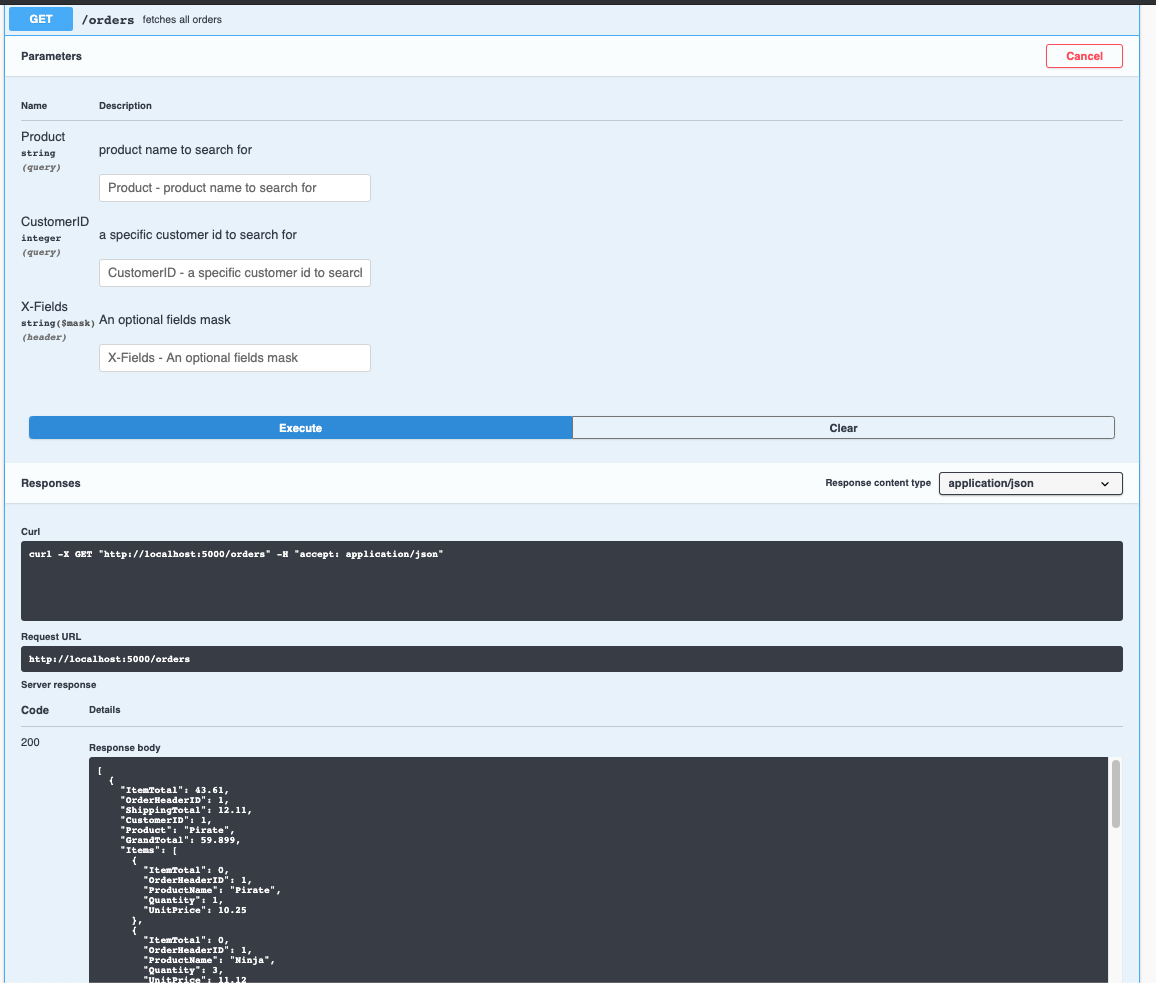 GET /orders fetches all orders
Parameters
Cancel
Name Description
Product
string
(query)
product name to search for
Product - product name to search for
CustomerID
integer
(query)
a specific customer id to search for
CustomerID - a specific customer id to search
X-Fields
string($mask)
(header)
An optional fields mask
X-Fields - An optional fields mask
Execute Clear
Responses Response content type application/json
Curl
curl -X GET "http://localhost:5000/orders" -H "accept: application/json"
Request URL
http://localhost:5000/orders
Server response
Code Details
200
Response body
[
{
"ItemTotal": 43.61,
"OrderHeaderID": 1,
"ShippingTotal": 12.11,
"CustomerID": 1,
"Product": "Pirate",
"GrandTotal": 59.899,
"Items": [
{
"ItemTotal": 0,
"OrderHeaderID": 1,
"ProductName": "Pirate",
"Quantity": 1,
"UnitPrice": 10.25
},
{
"ItemTotal": 0,
"OrderHeaderID": 1,
"ProductName": "Ninja",
"Quantity": 3,
"UnitPrice": 11.12